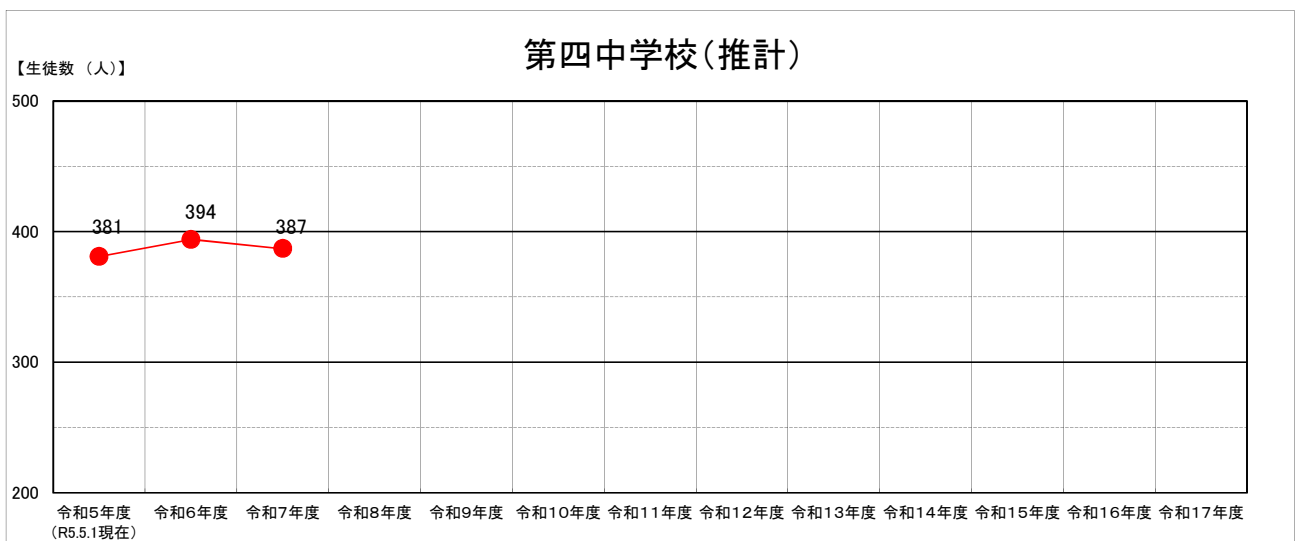 第四中学校（推計）
【生徒数 （人）】
500
400
300
200
381
394
387
令和5年度 令和6年度 令和7年度 令和8年度 令和9年度 令和10年度 令和11年度 令和12年度 令和13年度 令和14年度 令和15年度 令和16年度 令和17年度
（R5.5.1現在）